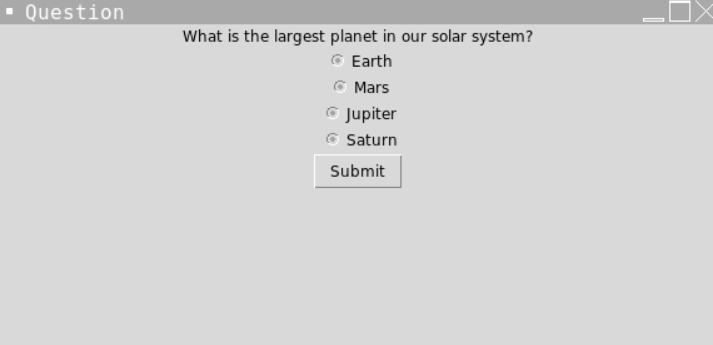 Question
What is the largest planet in our solar system?
Earth
Mars
Jupiter
Saturn
Submit